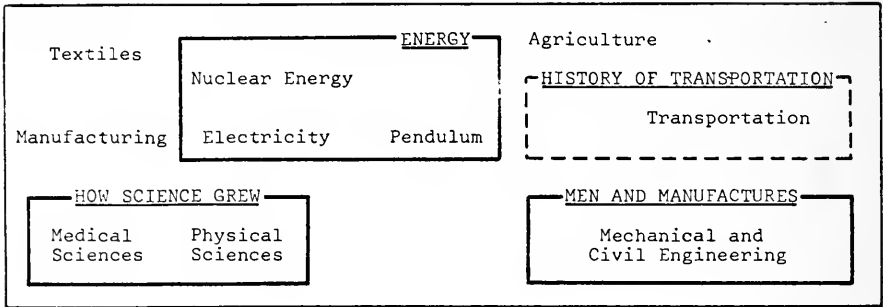 Textiles
ENERGY
Agriculture
Nuclear Energy
HISTORY OF TRANSPORTATION
Transportation
Manufacturing
Electricity
Pendulum
HOW SCIENCE GREW
MEN AND MANUFACTURES
Medical
Sciences
Physical
Sciences
Mechanical and
Civil Engineering